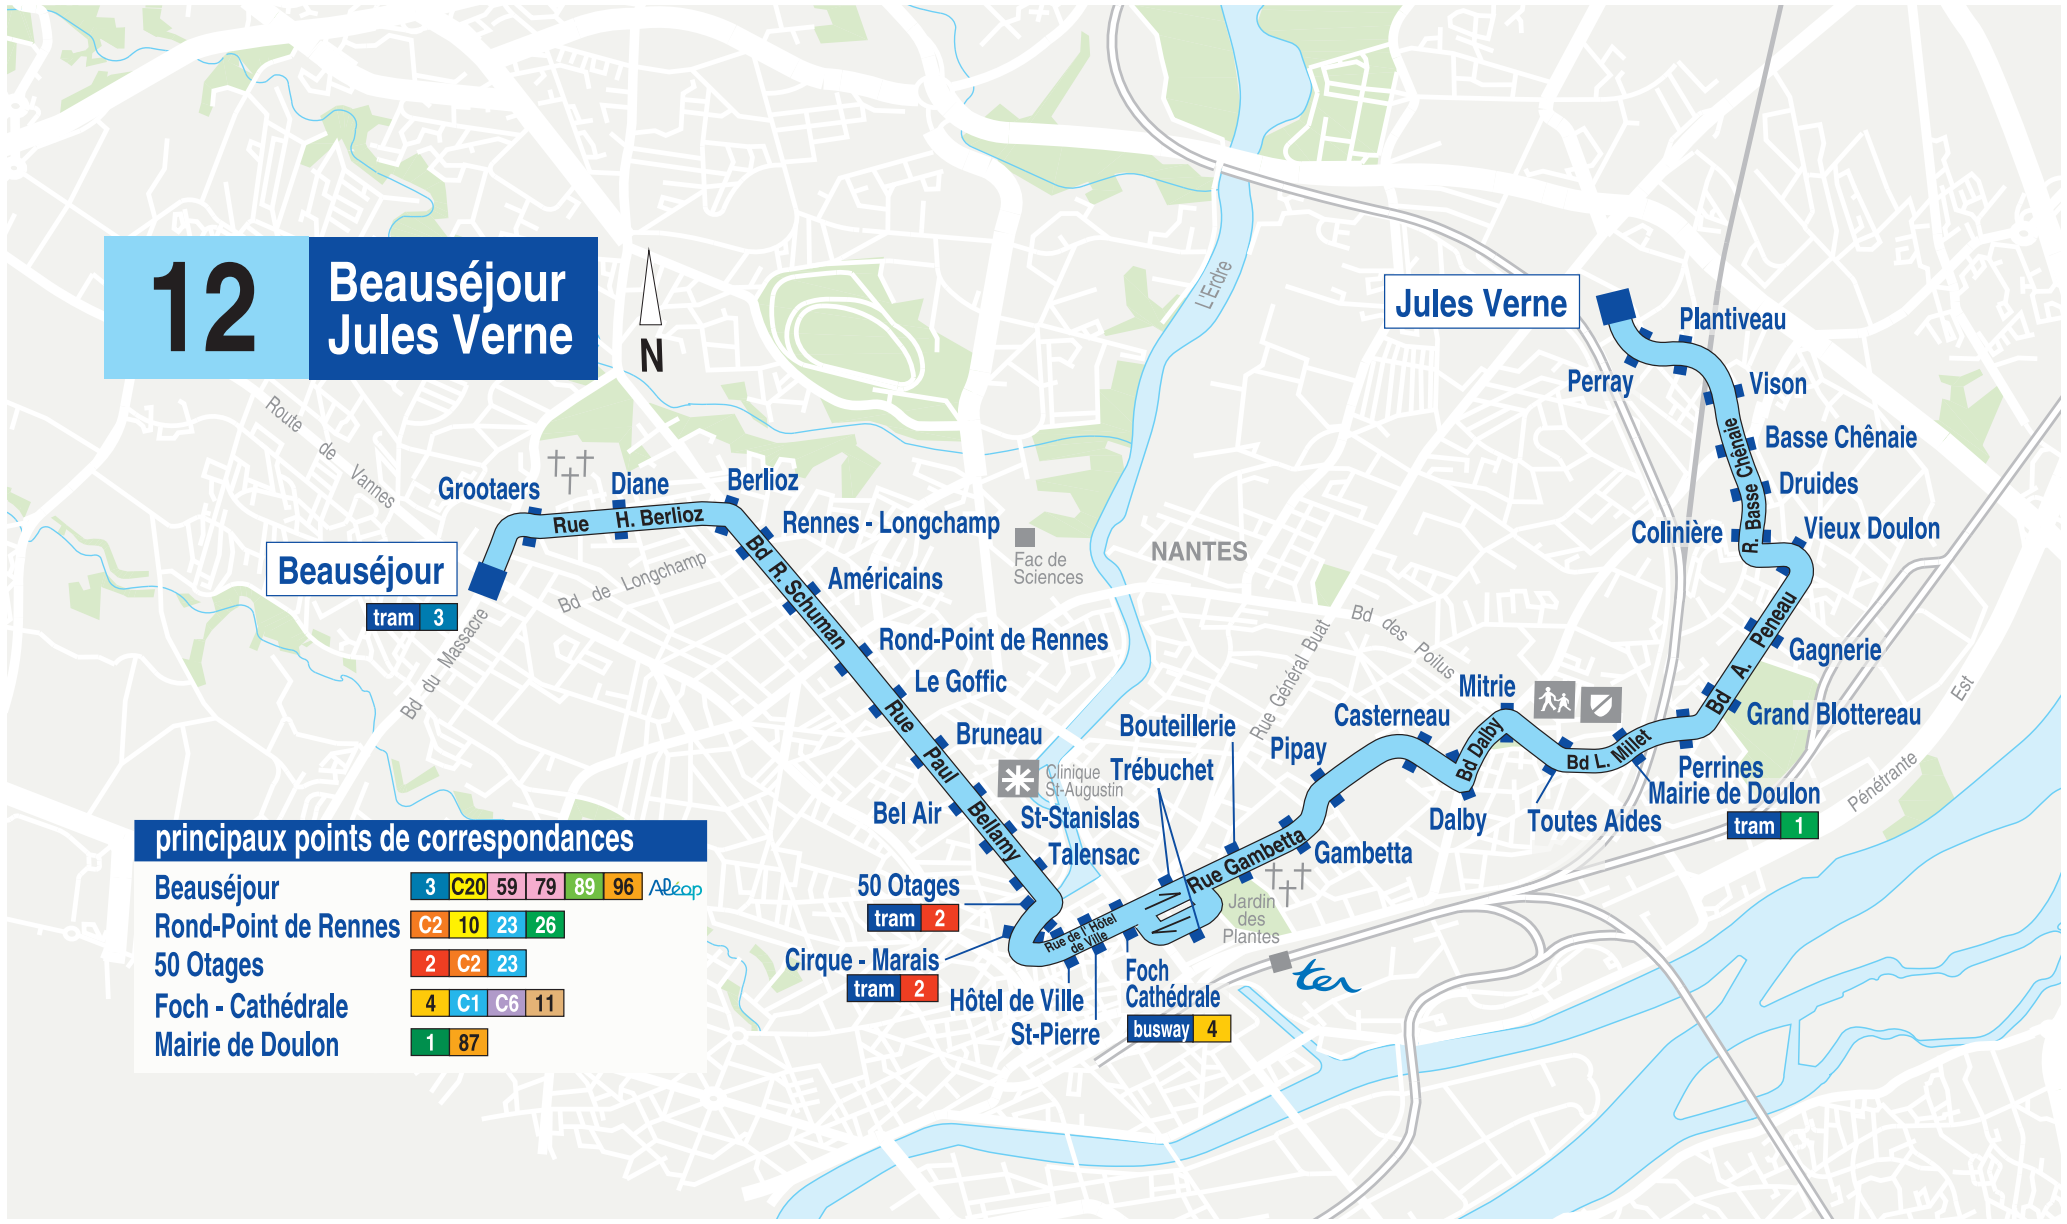 12
Beauséjour
Jules Verne
N
L'Erdre
Jules Verne
Plantiveau
Perray
Vison
Basse Chênaie
R. Basse Chênaie
Druides
Colinière
Vieux Doulon
Route de Vannes
Grootaers
Diane
Berlioz
Rue H. Berlioz
Rennes - Longchamp
Beauséjour
tram 3
Bd de Longchamp
Bd du Massacre
Bd R. Schuman
Américains
Fac de
Sciences
NANTES
Rond-Point de Rennes
Le Goffic
Rue Paul Bellamy
Bruneau
Clinique
St-Augustin
Bel Air
St-Stanislas
Talensac
50 Otages
tram 2
Cirque - Marais
tram 2
Rue de l'Hôtel
de Ville
Hôtel de Ville
St-Pierre
Foch
Cathédrale
busway 4
Bouteillerie
Trébuchet
Rue Gambetta
Jardin
des
Plantes
ter
Rue Général Buat
Bd des Poilus
Pipay
Gambetta
Casterneau
Mitrie
Bd Dalby
Dalby
Toutes Aides
Bd L. Millet
Perrines
Mairie de Doulon
tram 1
Bd A. Peneau
Gagnerie
Grand Blottereau
Pénétrante Est
principaux points de correspondances
Beauséjour 3 C20 59 79 89 96 Aléop
Rond-Point de Rennes C2 10 23 26
50 Otages 2 C2 23
Foch - Cathédrale 4 C1 C6 11
Mairie de Doulon 1 87